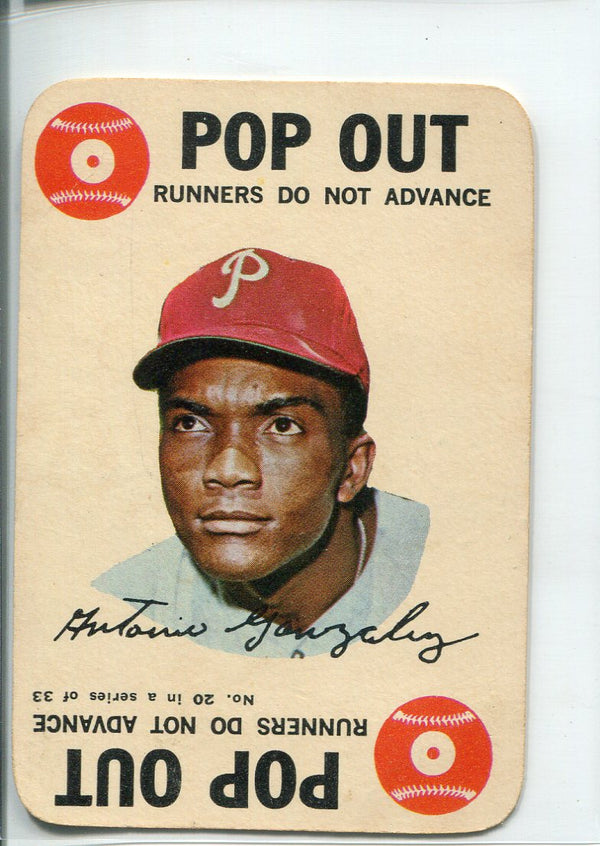 POP OUT
RUNNERS DO NOT ADVANCE
P
Antonio Gonzalez
No. 20 in a series of 33
RUNNERS DO NOT ADVANCE
POP OUT